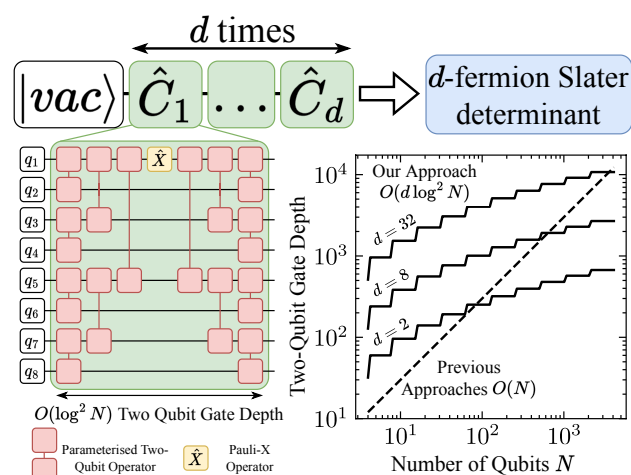 d times
|vac⟩ Ĉ₁ ... Ĉ_d d-fermion Slater
determinant
q₁ X̂
q₂
q₃
q₄
q₅
q₆
q₇
q₈
O(log² N) Two Qubit Gate Depth
Parameterised Two-
Qubit Operator
X̂ Pauli-X
Operator
Two-Qubit Gate Depth
10⁴
10³
10²
10¹
Our Approach
O(d log² N)
d = 32
d = 8
d = 2
Previous
Approaches O(N)
10¹ 10² 10³
Number of Qubits N